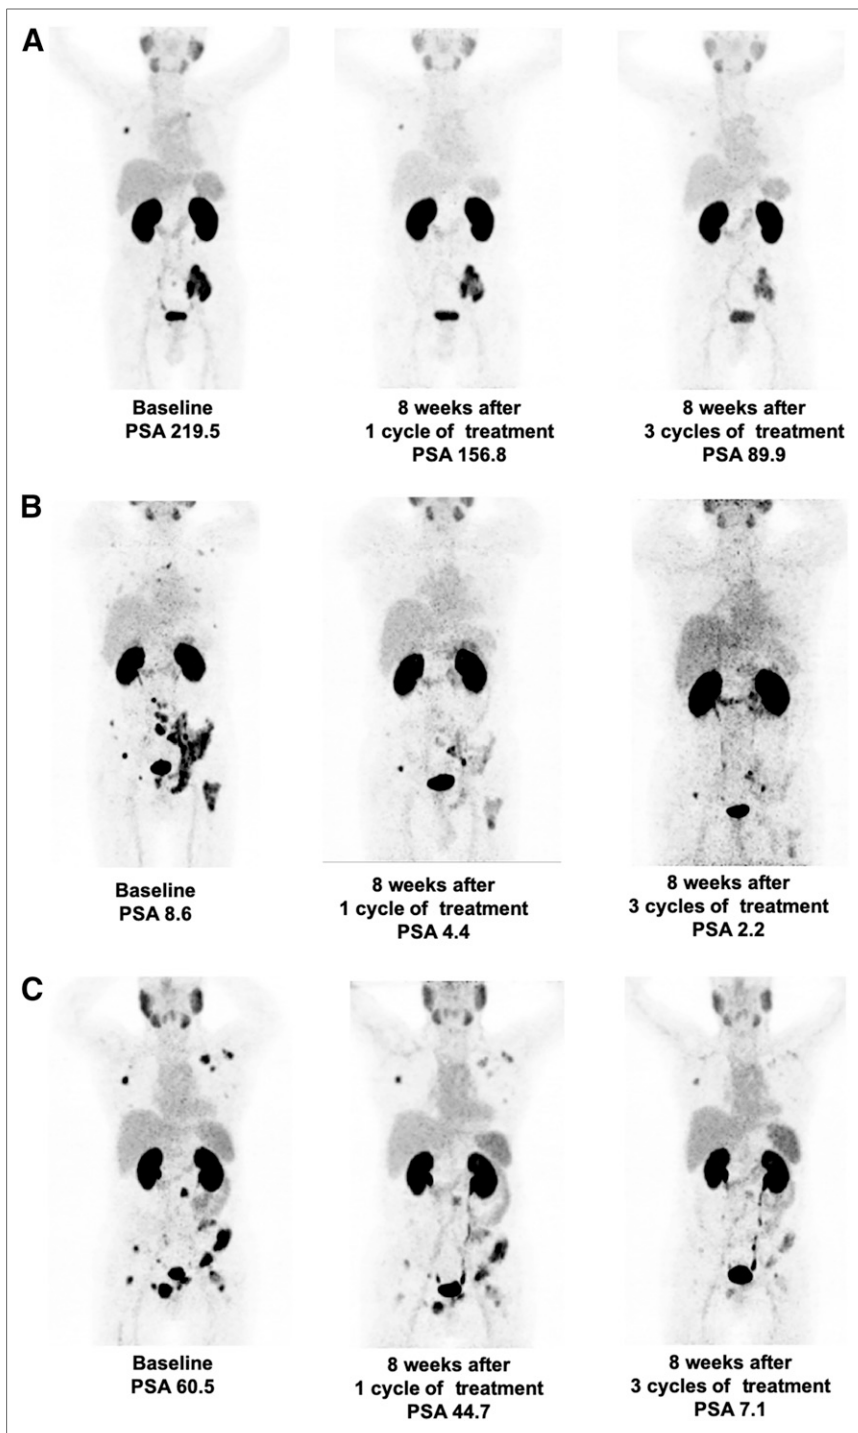 A
Baseline
PSA 219.5
8 weeks after
1 cycle of treatment
PSA 156.8
8 weeks after
3 cycles of treatment
PSA 89.9
B
Baseline
PSA 8.6
8 weeks after
1 cycle of treatment
PSA 4.4
8 weeks after
3 cycles of treatment
PSA 2.2
C
Baseline
PSA 60.5
8 weeks after
1 cycle of treatment
PSA 44.7
8 weeks after
3 cycles of treatment
PSA 7.1